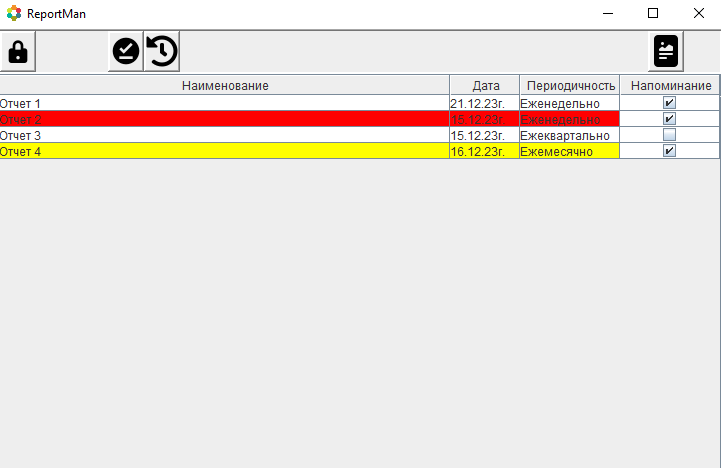 ReportMan
Наименование Дата Периодичность Напоминание
Отчет 1 21.12.23г. Еженедельно
Отчет 2 15.12.23г. Еженедельно
Отчет 3 15.12.23г. Ежеквартально
Отчет 4 16.12.23г. Ежемесячно